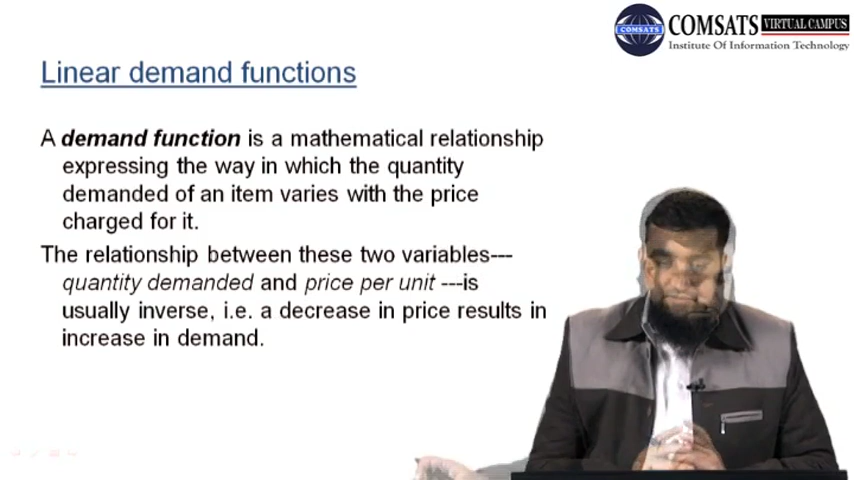 COMSATS VIRTUAL CAMPUS
COMSATS
Institute Of Information Technology
Linear demand functions
A demand function is a mathematical relationship
expressing the way in which the quantity
demanded of an item varies with the price
charged for it.
The relationship between these two variables---
quantity demanded and price per unit ---is
usually inverse, i.e. a decrease in price results in
increase in demand.